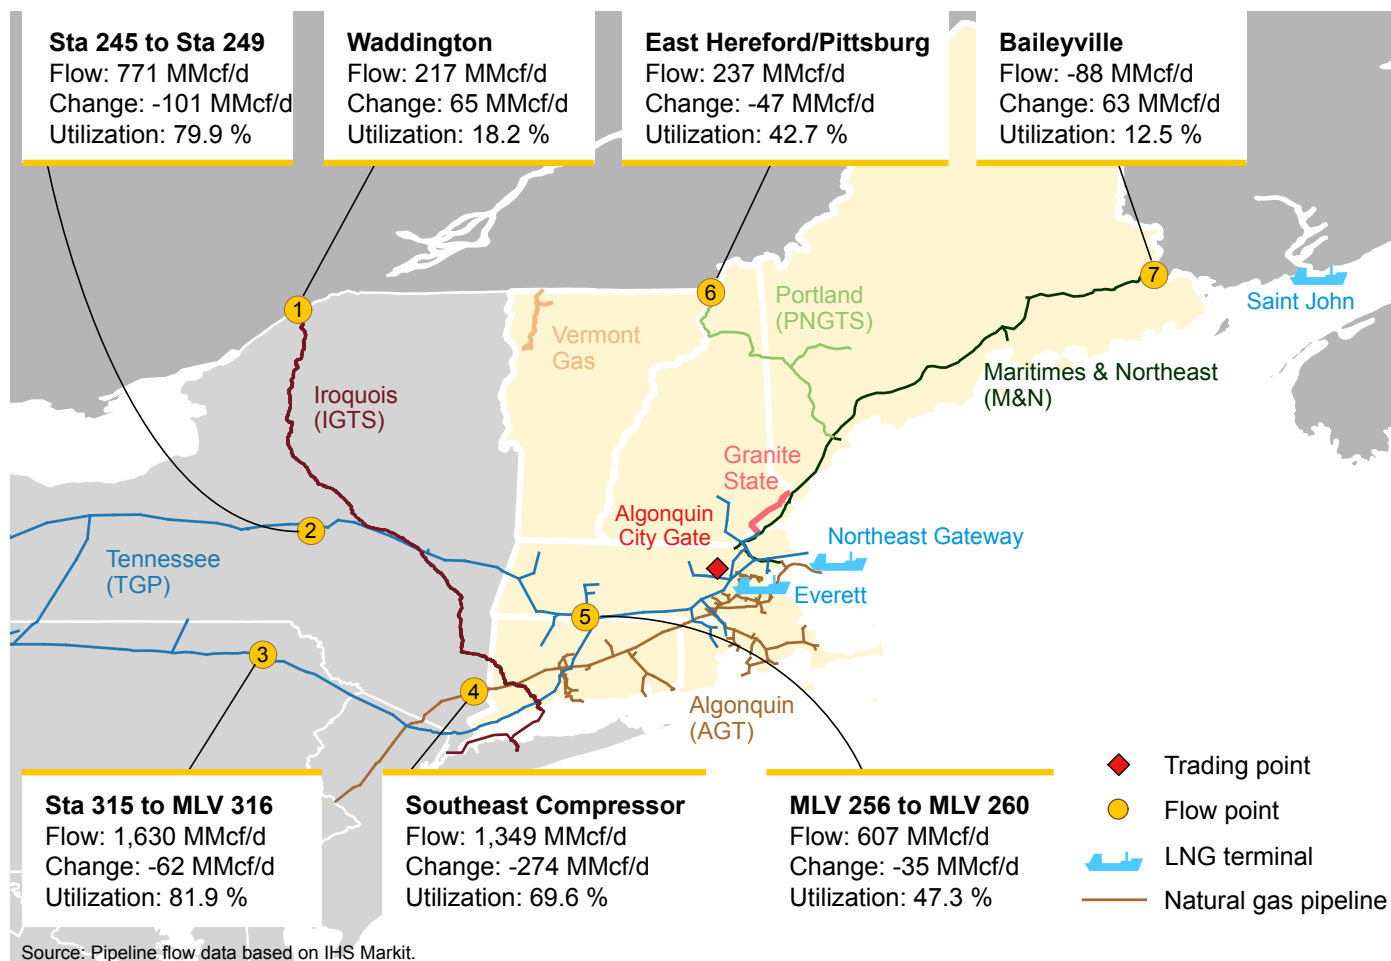 Sta 245 to Sta 249
Flow: 771 MMcf/d
Change: -101 MMcf/d
Utilization: 79.9 %
Waddington
Flow: 217 MMcf/d
Change: 65 MMcf/d
Utilization: 18.2 %
East Hereford/Pittsburg
Flow: 237 MMcf/d
Change: -47 MMcf/d
Utilization: 42.7 %
Baileyville
Flow: -88 MMcf/d
Change: 63 MMcf/d
Utilization: 12.5 %
1
6
7
Saint John
Portland
(PNGTS)
Vermont
Gas
Maritimes & Northeast
(M&N)
Iroquois
(IGTS)
Granite
State
Algonquin
City Gate
2
Northeast Gateway
Tennessee
(TGP)
Everett
5
3
4
Algonquin
(AGT)
Sta 315 to MLV 316
Flow: 1,630 MMcf/d
Change: -62 MMcf/d
Utilization: 81.9 %
Southeast Compressor
Flow: 1,349 MMcf/d
Change: -274 MMcf/d
Utilization: 69.6 %
MLV 256 to MLV 260
Flow: 607 MMcf/d
Change: -35 MMcf/d
Utilization: 47.3 %
Trading point
Flow point
LNG terminal
Natural gas pipeline
Source: Pipeline flow data based on IHS Markit.